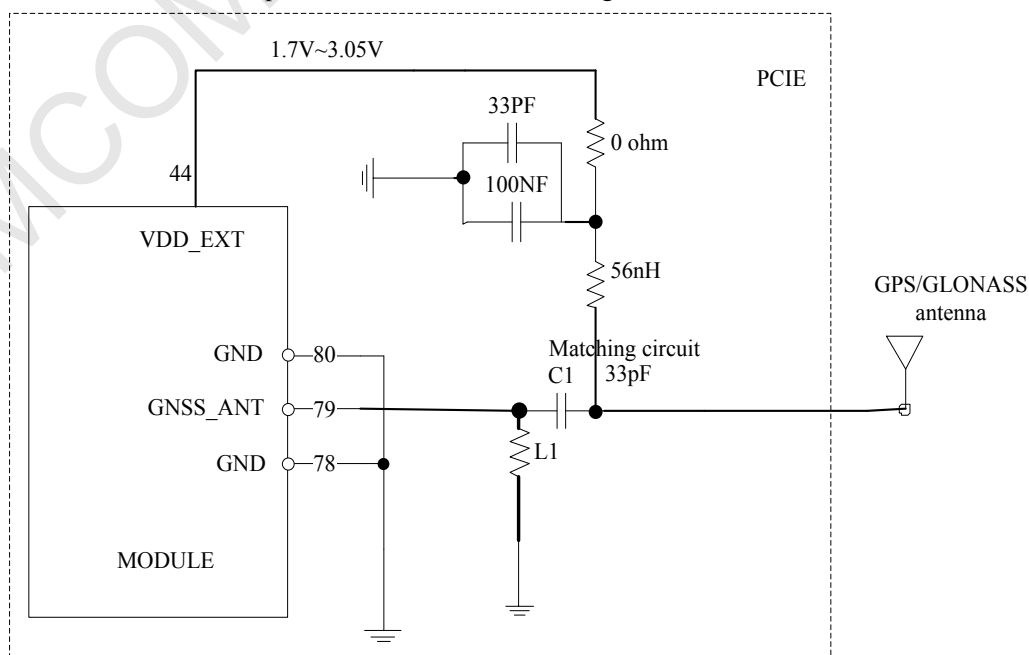 1.7V~3.05V
PCIE
33PF
0 ohm
100NF
44
VDD_EXT
56nH
GPS/GLONASS
antenna
Matching circuit
GND
80
33pF
C1
GNSS_ANT
79
L1
GND
78
MODULE